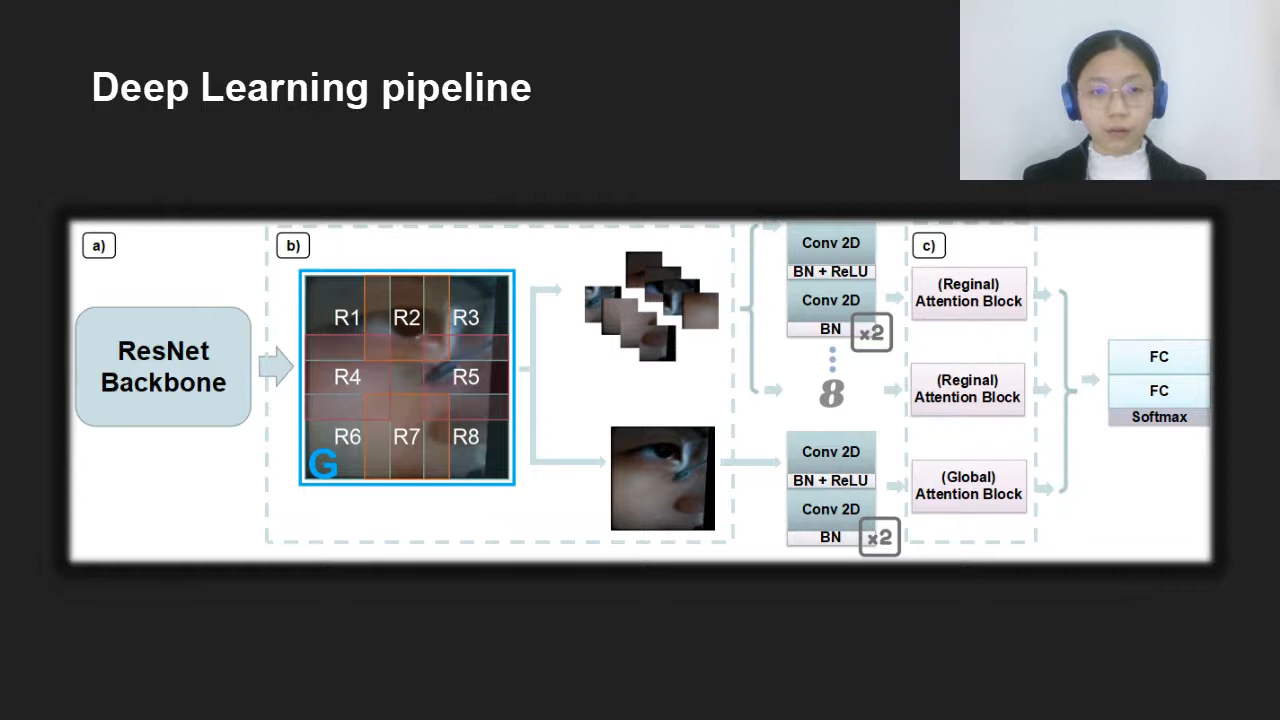 Deep Learning pipeline
a)
ResNet
Backbone
b)
R1 R2 R3
R4 R5
R6 R7 R8
G
Conv 2D
BN + ReLU
Conv 2D
BN
x2
8
Conv 2D
BN + ReLU
Conv 2D
BN
x2
c)
(Reginal)
Attention Block
(Reginal)
Attention Block
(Global)
Attention Block
FC
FC
Softmax